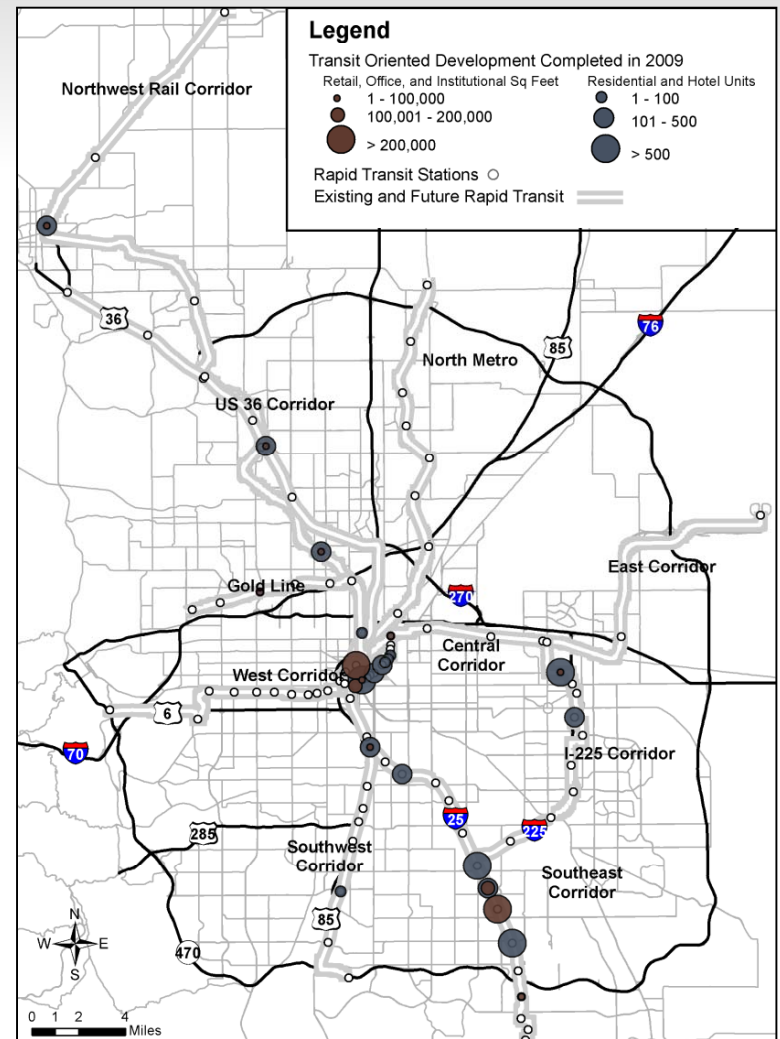 Legend
Transit Oriented Development Completed in 2009
Retail, Office, and Institutional Sq Feet
1 - 100,000
100,001 - 200,000
> 200,000
Residential and Hotel Units
1 - 100
101 - 500
> 500
Rapid Transit Stations
Existing and Future Rapid Transit
Northwest Rail Corridor
36
76
85
North Metro
US 36 Corridor
East Corridor
Gold Line
270
Central
Corridor
West Corridor
6
70
I-225 Corridor
25
225
285
Southwest
Corridor
Southeast
Corridor
85
470
N
W
E
S
0 1 2 4
Miles